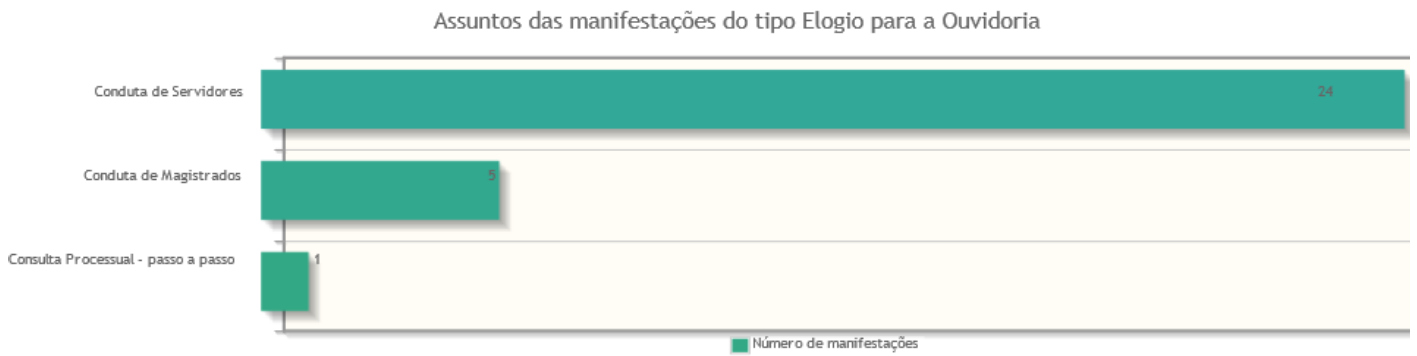 Assuntos das manifestações do tipo Elogio para a Ouvidoria
Conduta de Servidores
24
Conduta de Magistrados
5
Consulta Processual - passo a passo
1
Número de manifestações